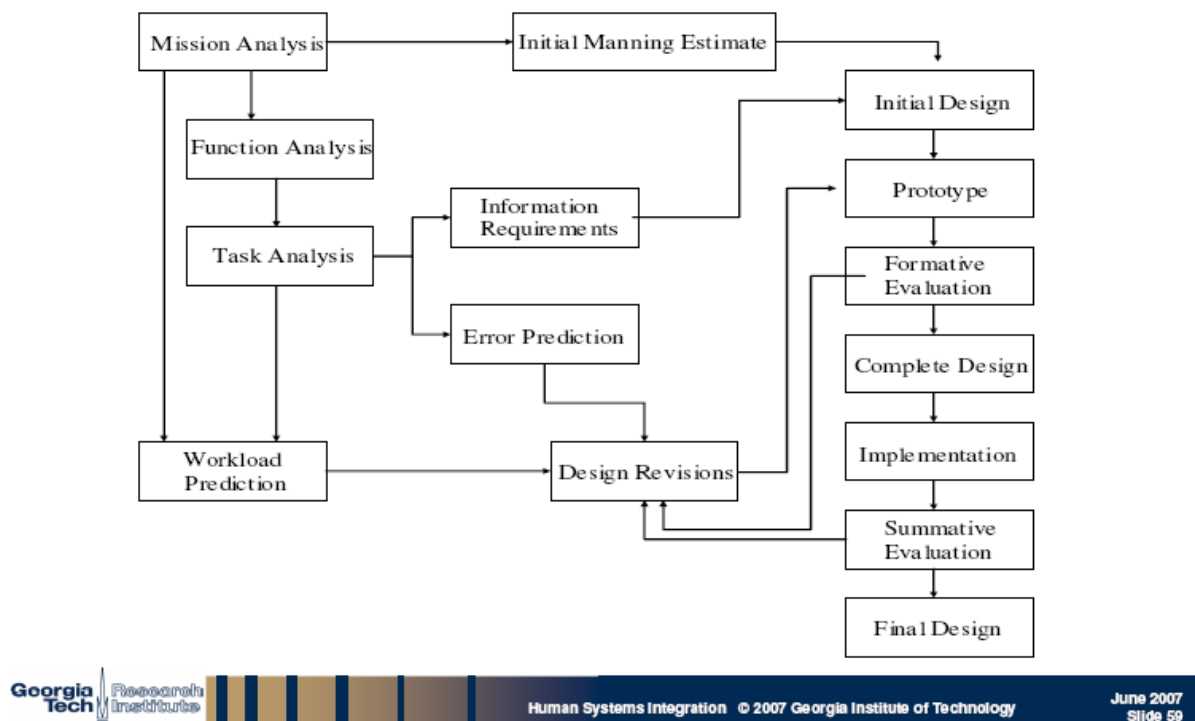 Mission Analysis
Initial Manning Estimate
Initial Design
Function Analysis
Prototype
Information
Requirements
Task Analysis
Formative
Evaluation
Error Prediction
Complete Design
Workload
Prediction
Design Revisions
Implementation
Summative
Evaluation
Final Design
Georgia Tech
Research Institute
Human Systems Integration © 2007 Georgia Institute of Technology
June 2007
Slide 59